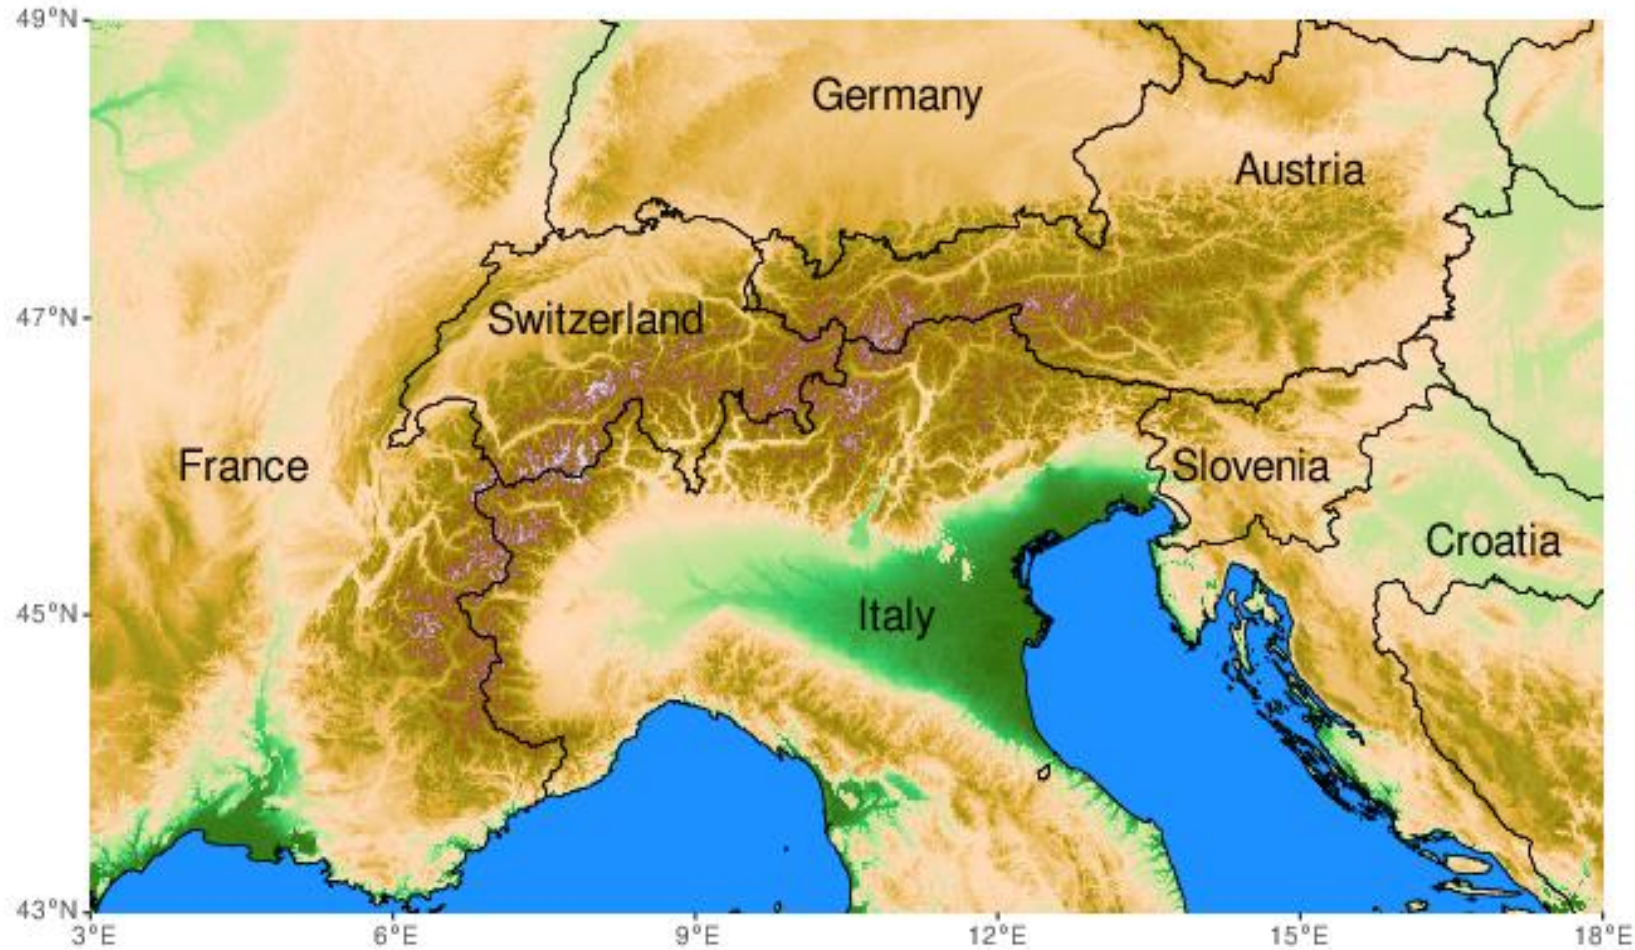 49°N
Germany
Austria
47°N
Switzerland
France
Slovenia
Croatia
45°N
Italy
43°N
3°E 6°E 9°E 12°E 15°E 18°E